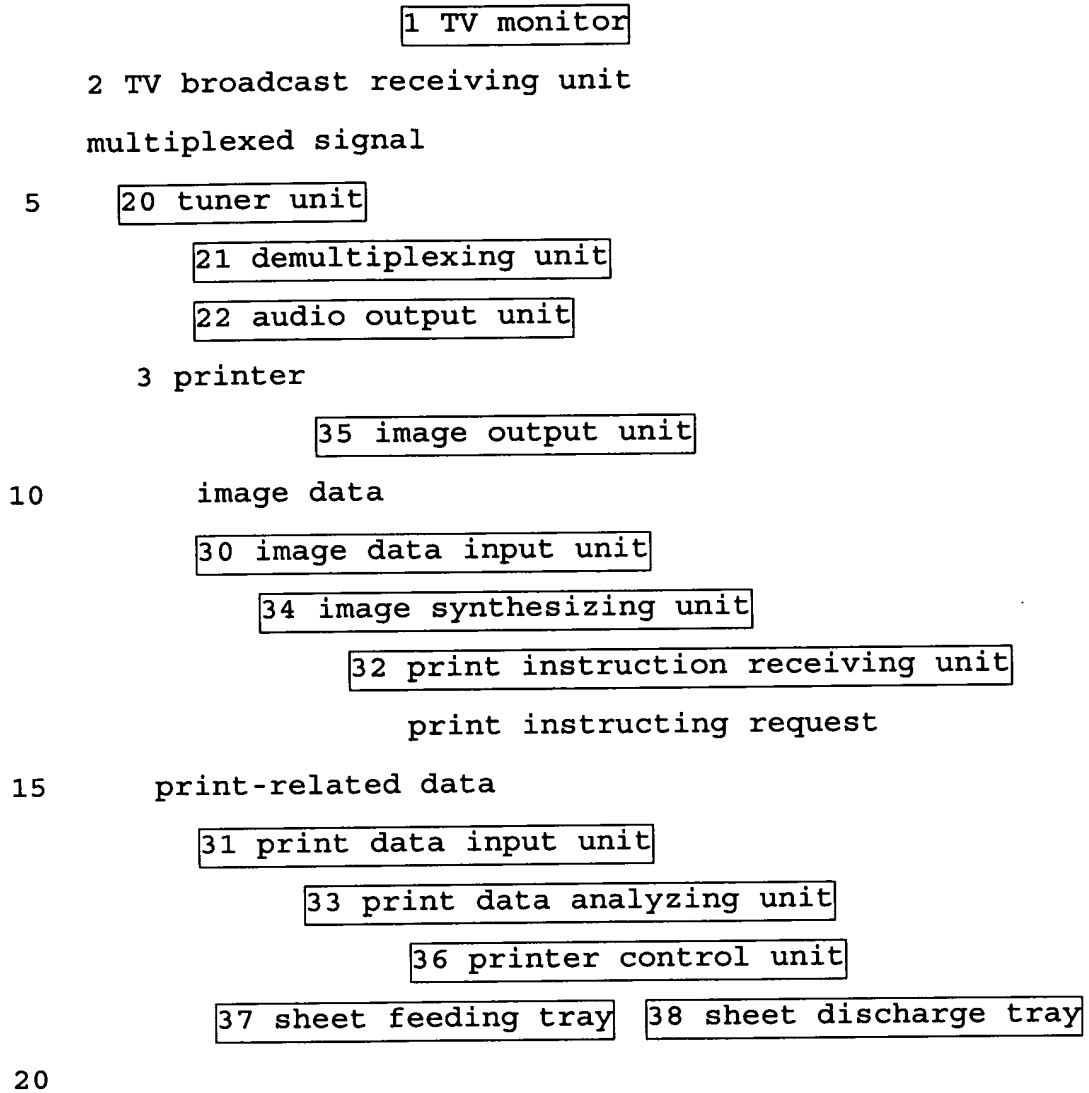 1 TV monitor
2 TV broadcast receiving unit
multiplexed signal
5 20 tuner unit
21 demultiplexing unit
22 audio output unit
3 printer
35 image output unit
10 image data
30 image data input unit
34 image synthesizing unit
32 print instruction receiving unit
print instructing request
15 print-related data
31 print data input unit
33 print data analyzing unit
36 printer control unit
37 sheet feeding tray 38 sheet discharge tray
20